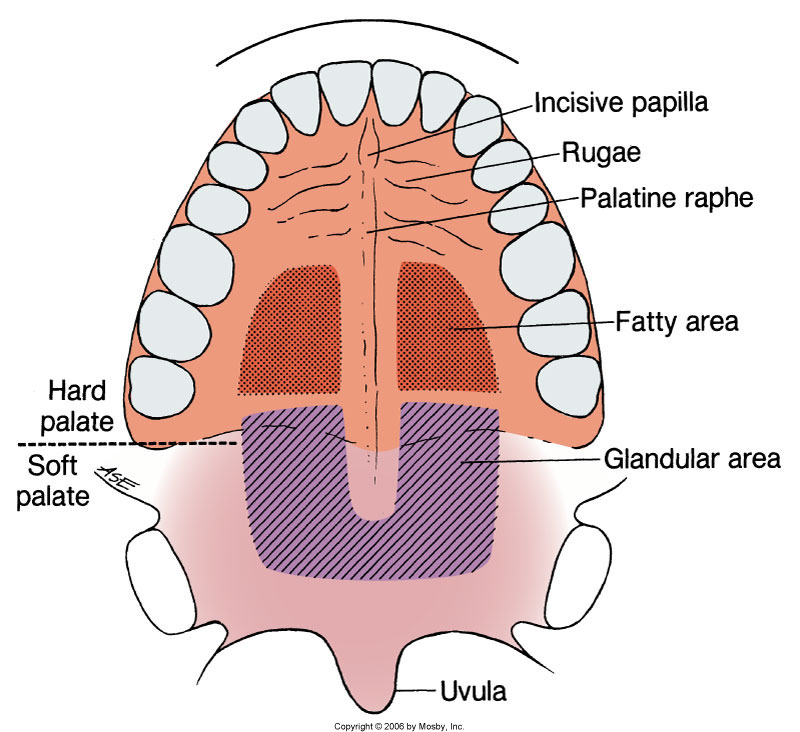 Incisive papilla
Rugae
Palatine raphe
Fatty area
Hard
palate
Glandular area
Soft
palate
ASE
Uvula
Copyright © 2006 by Mosby, Inc.